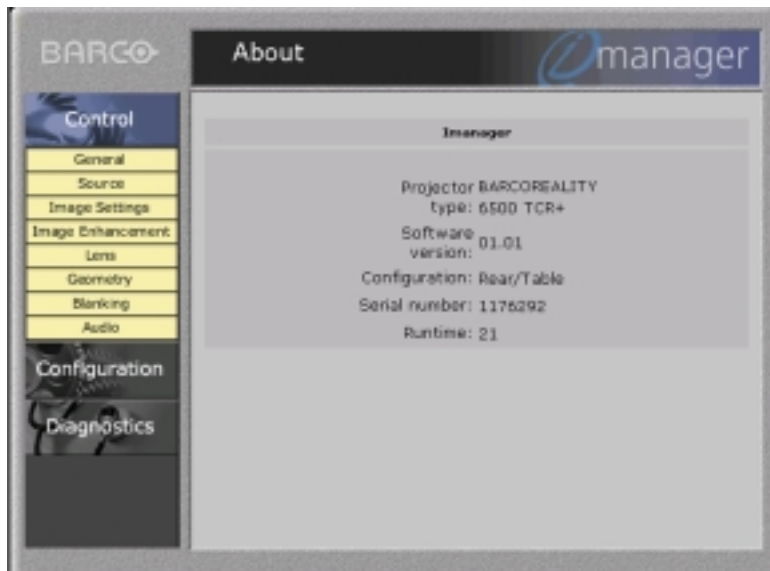 BARCO
About
imanager
Control
General
Source
Image Settings
Image Enhancement
Lens
Geometry
Blanking
Audio
Configuration
Diagnostics
Imanager
Projector type: BARCOREALITY 6500 TCR+
Software version: 01.01
Configuration: Rear/Table
Serial number: 1176292
Runtime: 21